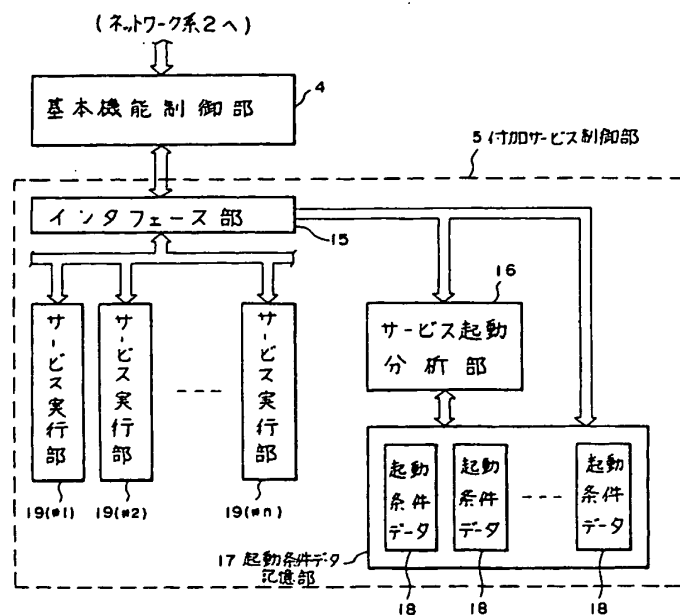 (ネットワーク系2へ)
4
基本機能制御部
5 付加サービス制御部
インタフェース部
15
16
サービス起動
分析部
サービス実行部
サービス実行部
サービス実行部
19(#1)
19(#2)
19(#n)
起動
条件
データ
起動
条件
データ
起動
条件
データ
17 起動条件データ
記憶部
18
18
18